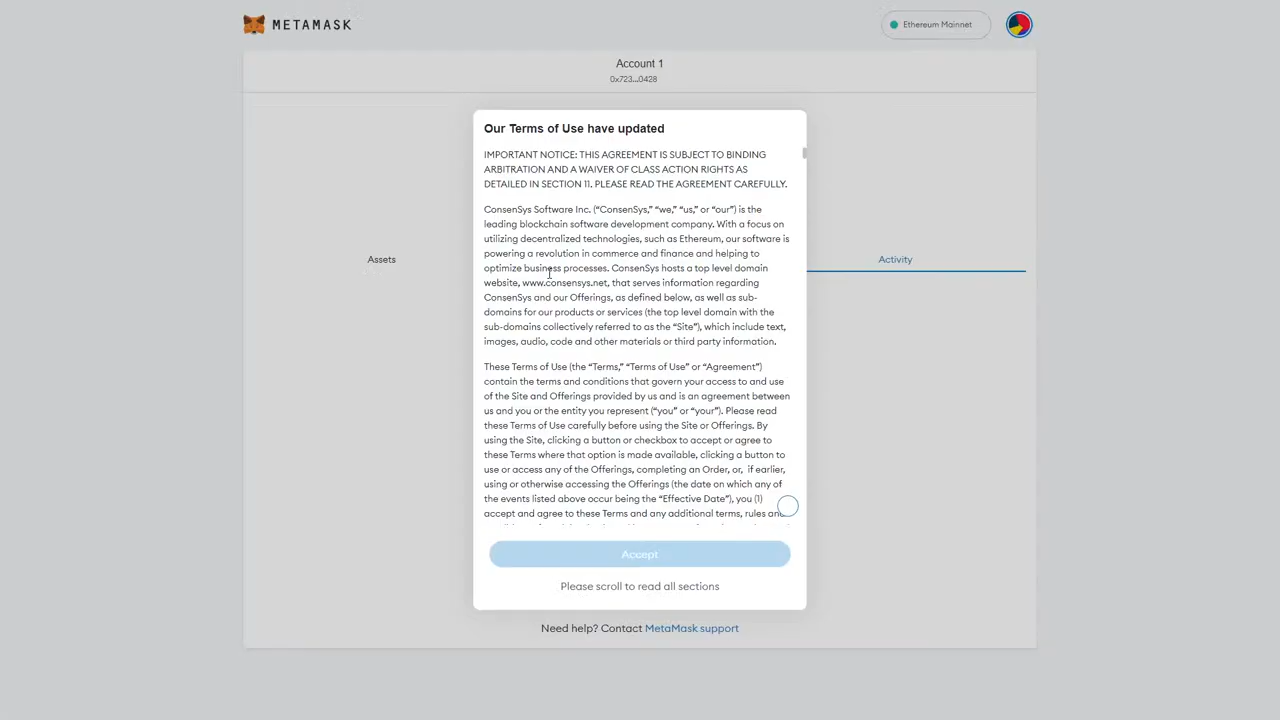 METAMASK
Ethereum Mainnet
Account 1
0x723...0428
Our Terms of Use have updated
IMPORTANT NOTICE: THIS AGREEMENT IS SUBJECT TO BINDING
ARBITRATION AND A WAIVER OF CLASS ACTION RIGHTS AS
DETAILED IN SECTION 11. PLEASE READ THE AGREEMENT CAREFULLY.
ConsenSys Software Inc. (“ConsenSys,” “we,” “us,” or “our”) is the
leading blockchain software development company. With a focus on
utilizing decentralized technologies, such as Ethereum, our software is
powering a revolution in commerce and finance and helping to
optimize business processes. ConsenSys hosts a top level domain
website, www.consensys.net, that serves information regarding
ConsenSys and our Offerings, as defined below, as well as sub-
domains for our products or services (the top level domain with the
sub-domains collectively referred to as the “Site”), which include text,
images, audio, code and other materials or third party information.
These Terms of Use (the “Terms,” “Terms of Use” or “Agreement”)
contain the terms and conditions that govern your access to and use
of the Site and Offerings provided by us and is an agreement between
us and you or the entity you represent (“you” or “your”). Please read
these Terms of Use carefully before using the Site or Offerings. By
using the Site, clicking a button or checkbox to accept or agree to
these Terms where that option is made available, clicking a button to
use or access any of the Offerings, completing an Order, or, if earlier,
using or otherwise accessing the Offerings (the date on which any of
the events listed above occur being the “Effective Date”), you (1)
accept and agree to these Terms and any additional terms, rules and
Assets
Activity
Accept
Please scroll to read all sections
Need help? Contact MetaMask support